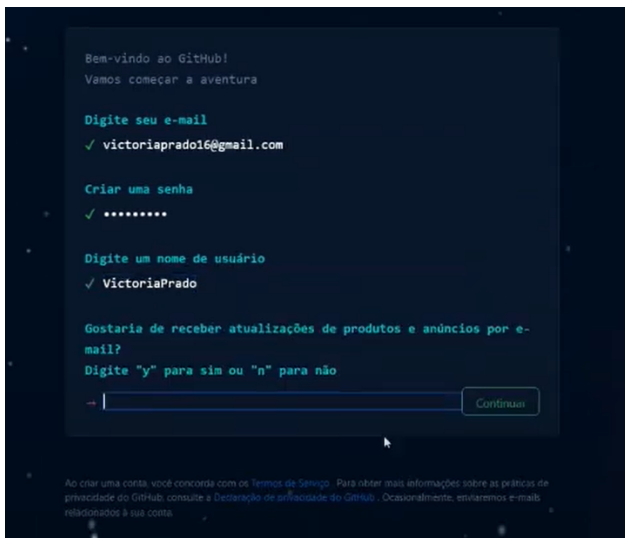 Bem-vindo ao GitHub!
Vamos começar a aventura
Digite seu e-mail
✓ victoriaprado16@gmail.com
Criar uma senha
✓ •••••••••
Digite um nome de usuário
✓ VictoriaPrado
Gostaria de receber atualizações de produtos e anúncios por e-
mail?
Digite "y" para sim ou "n" para não
→
Continuar
Ao criar uma conta, você concorda com os Termos de Serviço . Para obter mais informações sobre as práticas de
privacidade do GitHub, consulte a Declaração de privacidade do GitHub . Ocasionalmente, enviaremos e-mails
relacionados à sua conta.